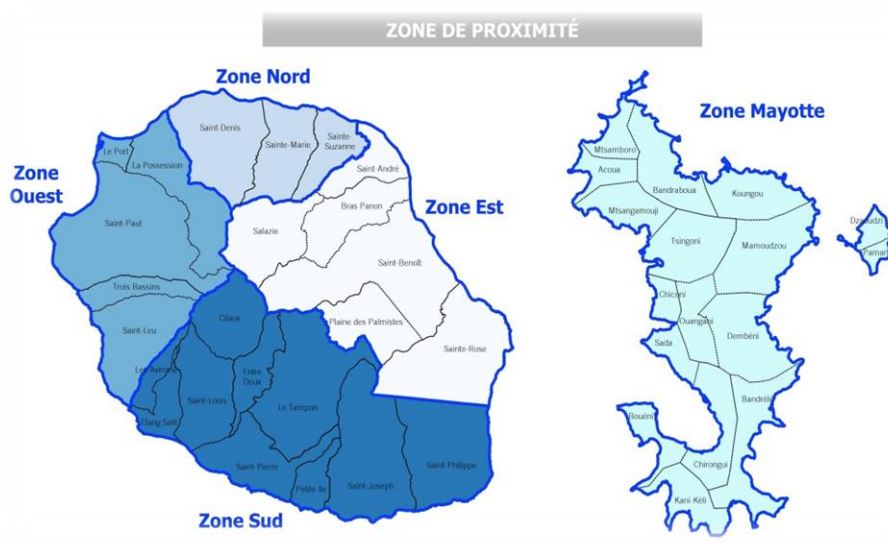 ZONE DE PROXIMITÉ
Zone Nord
Zone
Ouest
Zone Est
Zone Sud
Zone Mayotte
Saint-Denis
Sainte-Marie
Sainte-
Suzanne
Le Port
La Possession
Saint-Paul
Trois Bassins
Saint-Leu
Saint-André
Bras Panon
Salazie
Saint-Benoît
Plaine des Palmistes
Sainte-Rose
Cilaos
Les Avirons
Etang Salé
Saint-Louis
Entre
Deux
Le Tampon
Saint-Pierre
Petite Ile
Saint-Joseph
Saint-Philippe
Mtsamboro
Acoua
Bandraboua
Koungou
Mtsangamouji
Tsingoni
Mamoudzou
Dzaoudzi
Chiconi
Ouangani
Sada
Dembéni
Bandréli
Bouéni
Chirongui
Kani-Kéli